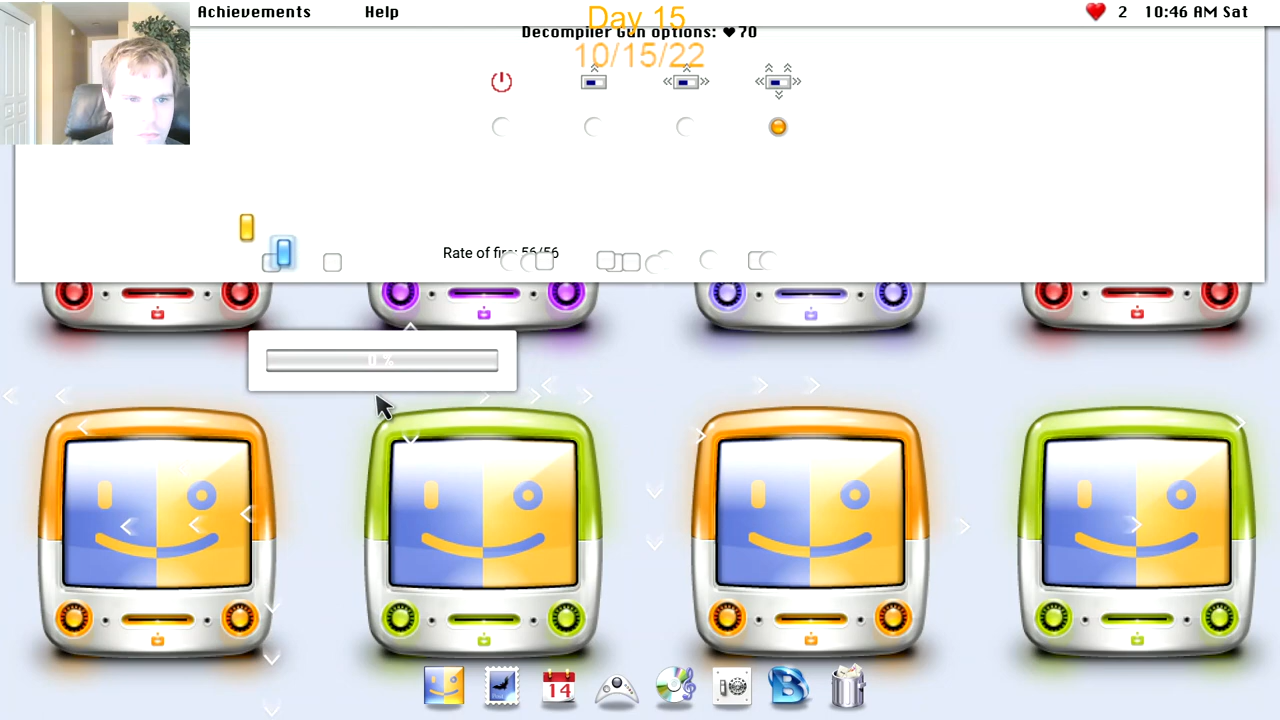 Achievements Help
2 10:46 AM Sat
Day 15
Decompiler Gun options: ♥70
10/15/22
Rate of fire: 56/56
0 %
14